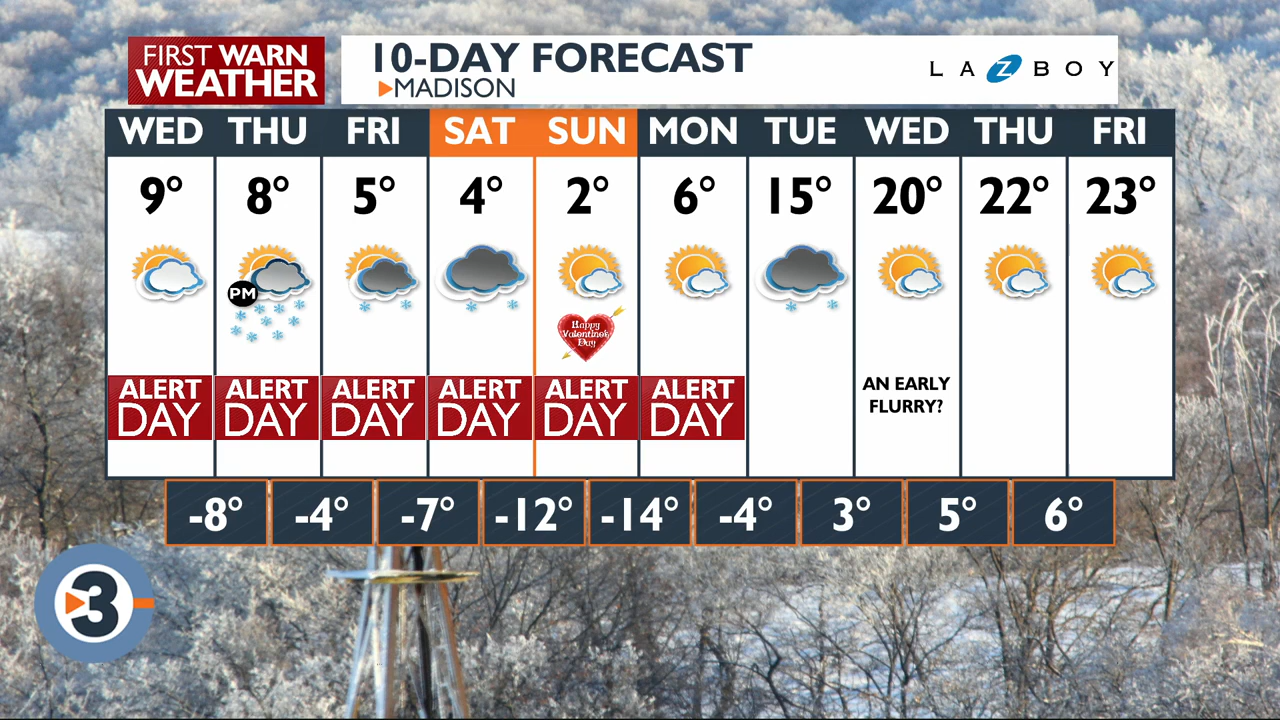 FIRST WARN
WEATHER
10-DAY FORECAST
MADISON
LA Z BOY
WED THU FRI SAT SUN MON TUE WED THU FRI
9° 8° 5° 4° 2° 6° 15° 20° 22° 23°
PM
Happy
Valentine's
Day
ALERT DAY ALERT DAY ALERT DAY ALERT DAY ALERT DAY ALERT DAY
AN EARLY
FLURRY?
-8° -4° -7° -12° -14° -4° 3° 5° 6°
3